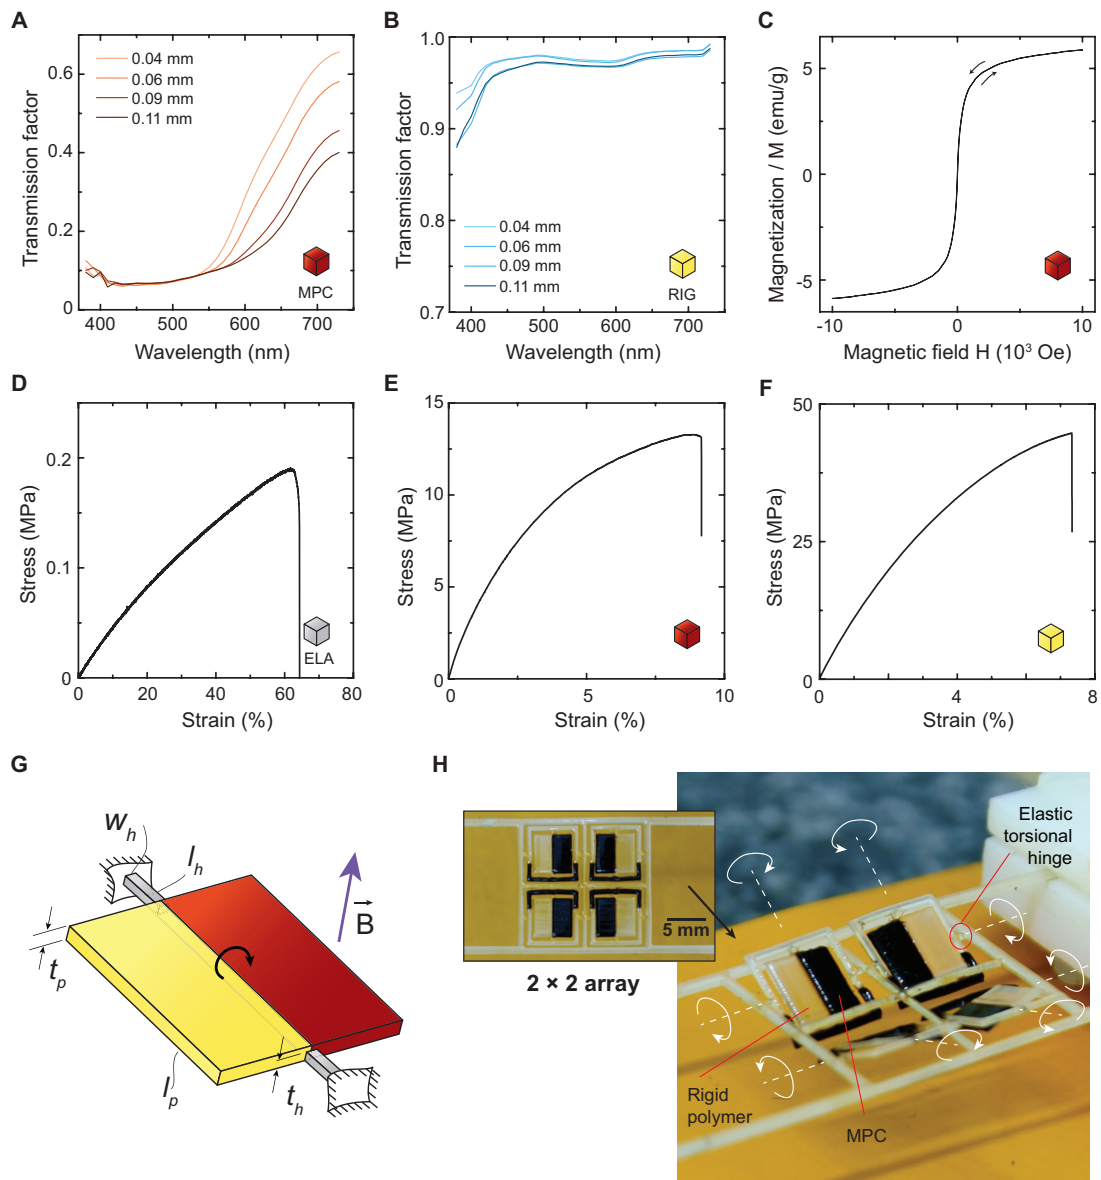 A
Transmission factor
0.6
0.4
0.2
0
0.04 mm
0.06 mm
0.09 mm
0.11 mm
MPC
400
500
600
700
Wavelength (nm)
B
Transmission factor
1.0
0.9
0.8
0.7
0.04 mm
0.06 mm
0.09 mm
0.11 mm
RIG
400
500
600
700
Wavelength (nm)
C
Magnetization / M (emu/g)
5
0
-5
-10
0
10
Magnetic field H (10³ Oe)
D
Stress (MPa)
0.2
0.1
0
ELA
0
20
40
60
80
Strain (%)
E
Stress (MPa)
15
10
5
0
0
5
10
Strain (%)
F
Stress (MPa)
50
25
0
0
4
8
Strain (%)
G
w_h
l_h
B
t_p
l_p
t_h
H
5 mm
2 × 2 array
Elastic
torsional
hinge
Rigid
polymer
MPC